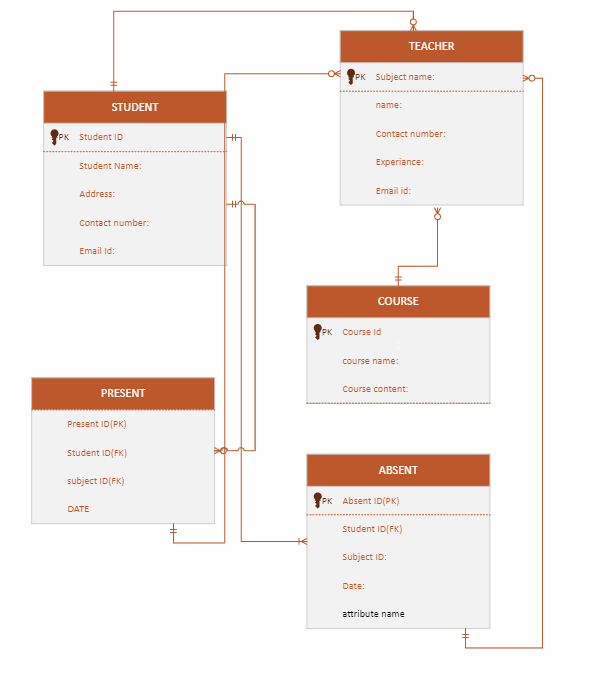 TEACHER
PK Subject name:
name:
Contact number:
Experiance:
Email id:
STUDENT
PK Student ID
Student Name:
Address:
Contact number:
Email Id:
COURSE
PK Course Id
course name:
Course content:
PRESENT
Present ID(PK)
Student ID(FK)
subject ID(FK)
DATE
ABSENT
PK Absent ID(PK)
Student ID(FK)
Subject ID:
Date:
attribute name